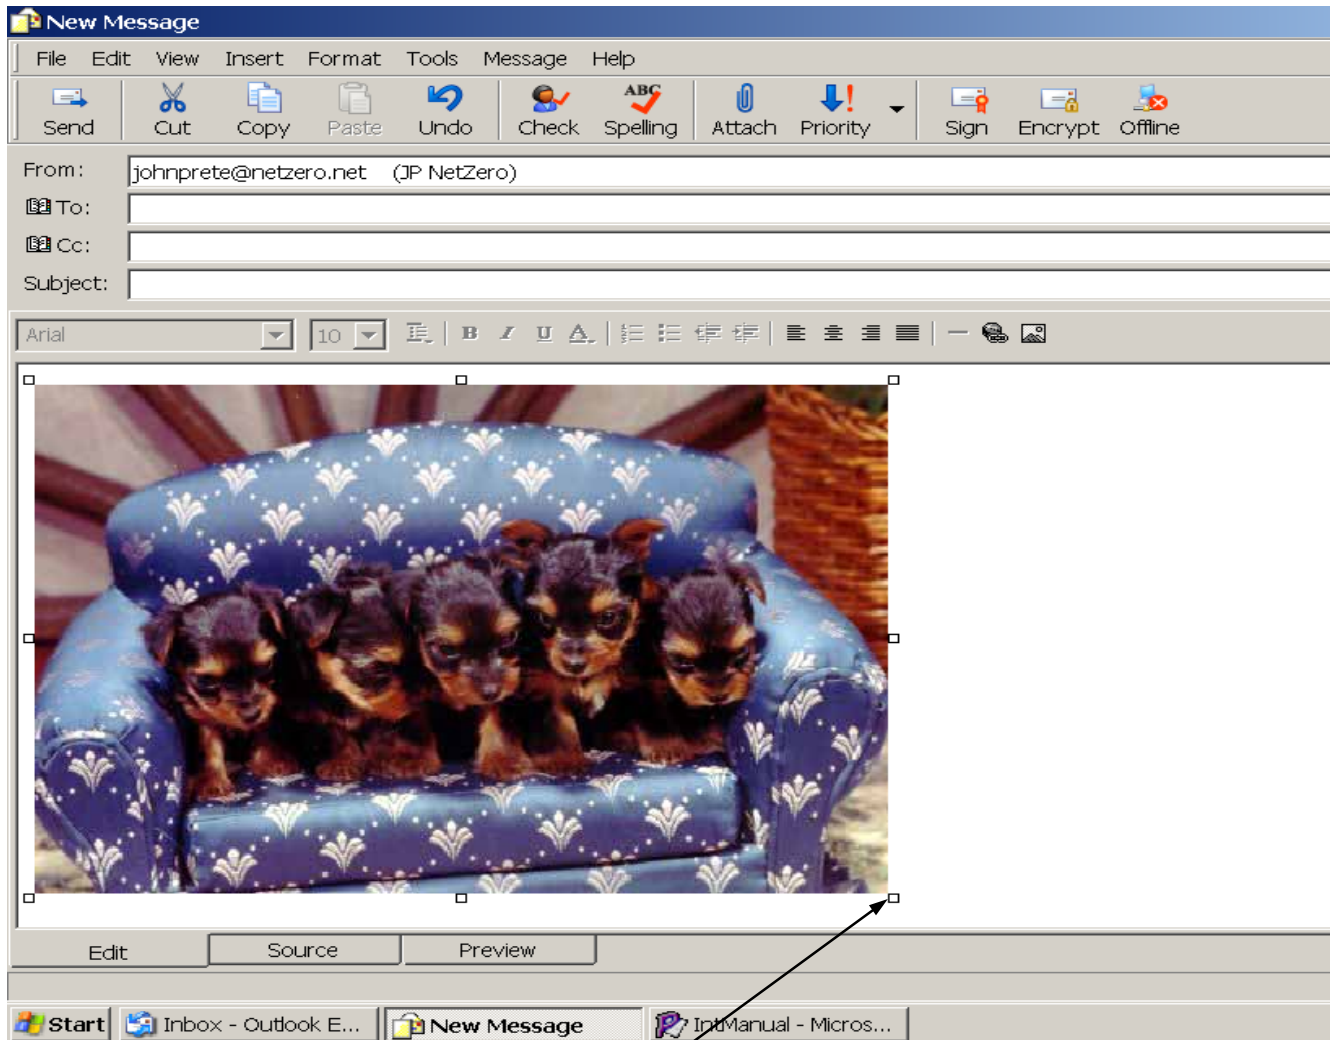 New Message
File Edit View Insert Format Tools Message Help
ABC
Send Cut Copy Paste Undo Check Spelling Attach Priority Sign Encrypt Offline
From: johnprete@netzero.net (JP NetZero)
To:
Cc:
Subject:
Arial 10 B I U A
Edit Source Preview
Start Inbox - Outlook E... New Message IntManual - Micros...